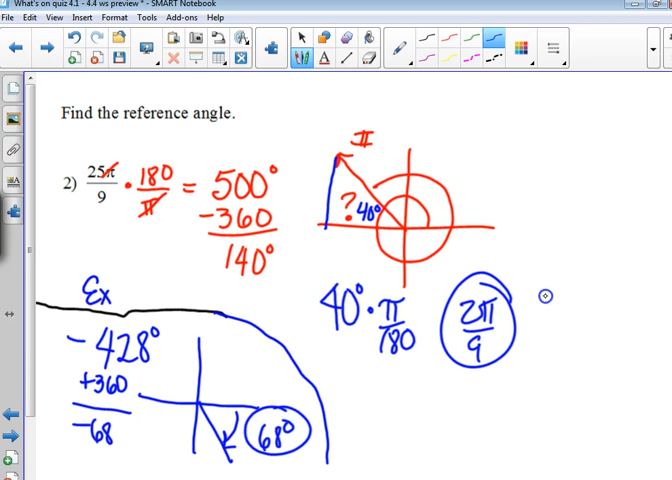 What's on quiz 4.1 - 4.4 ws preview * - SMART Notebook
File Edit View Insert Format Tools Add-ons Help
Find the reference angle.
2) 25π/9 • 180/π = 500°
-360
140°
II
? 40°
40° • π/180
2π/9
Ex
-428°
+360
-68
68°